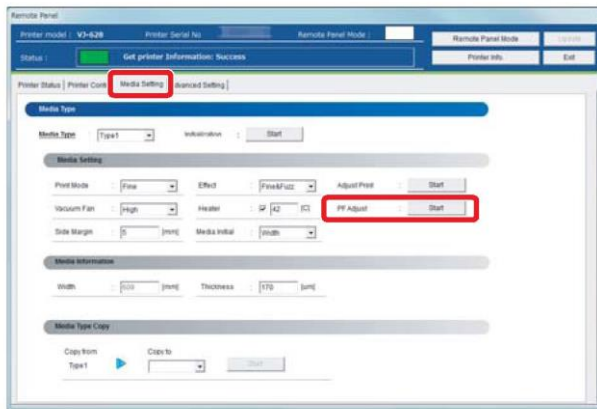 Remote Panel
Printer model : VJ-628 Printer Serial No Remote Panel Mode :
Remote Panel Mode Update
Status : Get printer Information: Success
Printer Info. Exit
Printer Status Printer Cont Media Setting dvanced Setting
Media Type
Media Type : Type1 Initialization : Start
Media Setting
Print Mode : Fine Effect : Fine&Fuzz Adjust Print : Start
Vacuum Fan : High Heater : 42 [C] PF Adjust : Start
Side Margin : 5 [mm] Media Initial : Width
Media Information
Width : 609 [mm] Thickness : 170 [um]
Media Type Copy
Copy from Copy to
Type1 Start